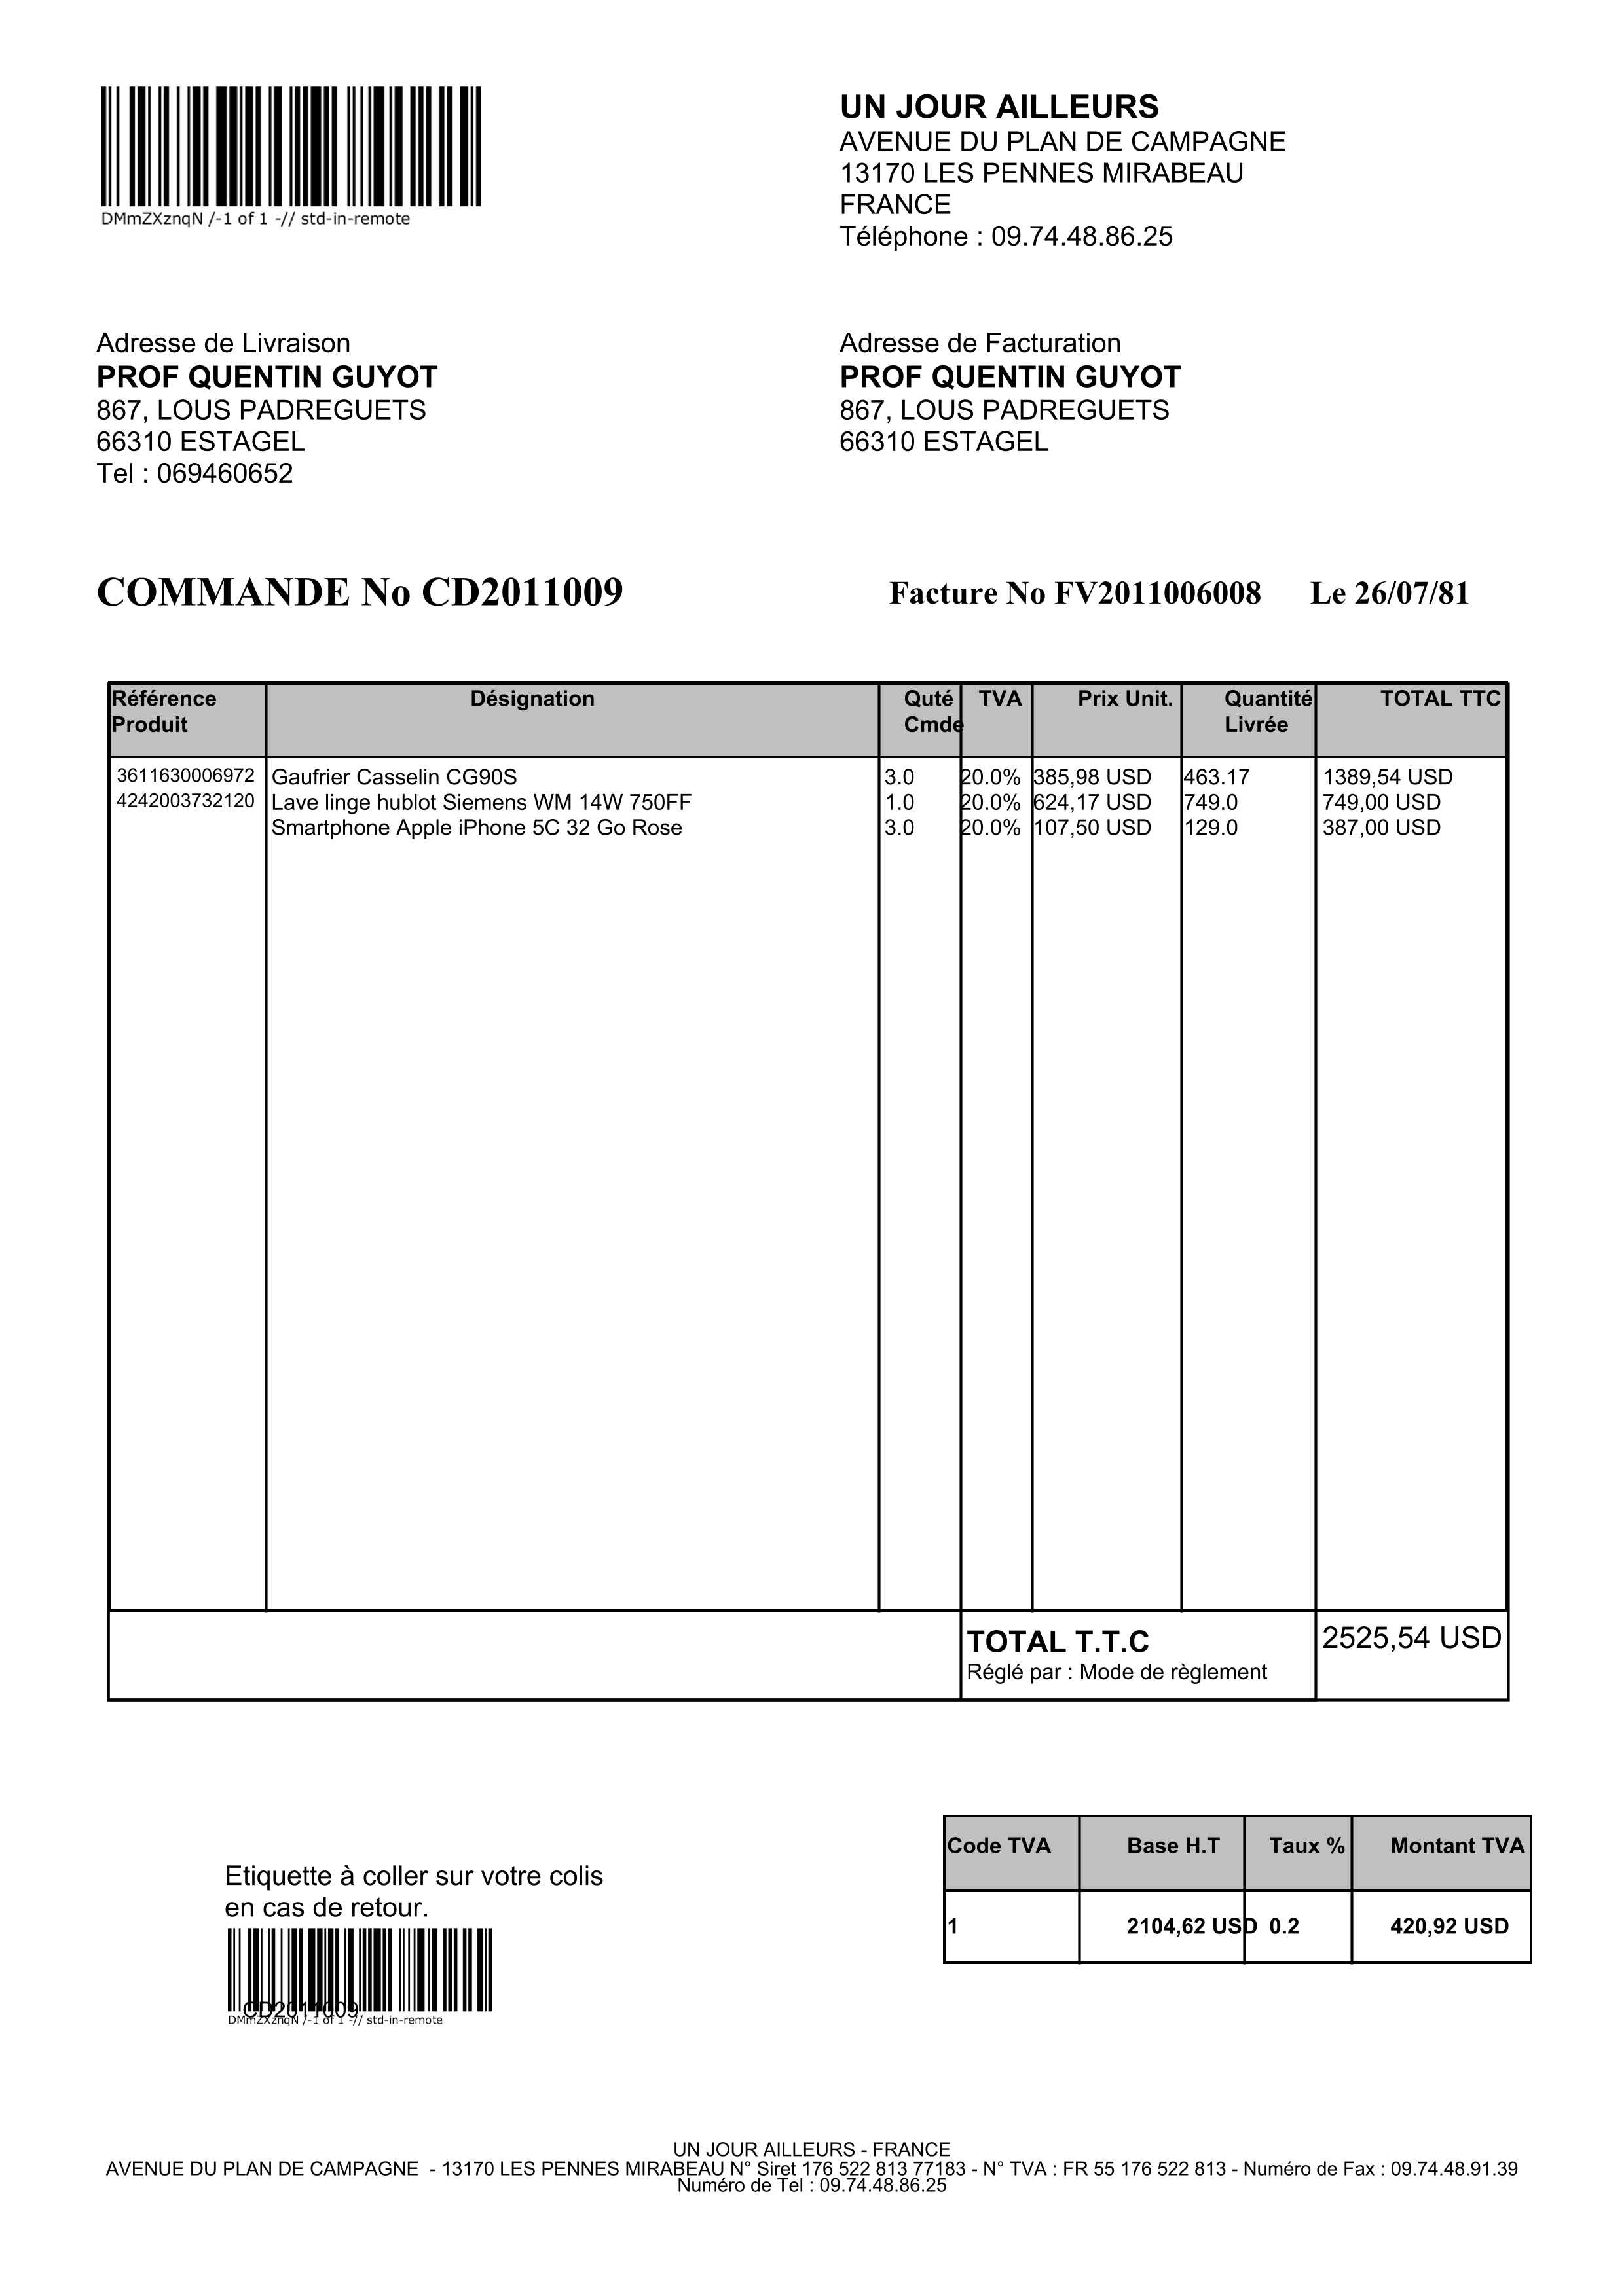 DMmZXznqN /-1 of 1 -// std-in-remote
UN JOUR AILLEURS
AVENUE DU PLAN DE CAMPAGNE
13170 LES PENNES MIRABEAU
FRANCE
Téléphone : 09.74.48.86.25
Adresse de Livraison
PROF QUENTIN GUYOT
867, LOUS PADREGUETS
66310 ESTAGEL
Tel : 069460652
Adresse de Facturation
PROF QUENTIN GUYOT
867, LOUS PADREGUETS
66310 ESTAGEL
COMMANDE No CD2011009 Facture No FV2011006008 Le 26/07/81
Référence Désignation Quté TVA Prix Unit. Quantité TOTAL TTC
Produit Cmde Livrée
3611630006972 Gaufrier Casselin CG90S 3.0 20.0% 385,98 USD 463.17 1389,54 USD
4242003732120 Lave linge hublot Siemens WM 14W 750FF 1.0 20.0% 624,17 USD 749.0 749,00 USD
Smartphone Apple iPhone 5C 32 Go Rose 3.0 20.0% 107,50 USD 129.0 387,00 USD
TOTAL T.T.C 2525,54 USD
Réglé par : Mode de règlement
Code TVA Base H.T Taux % Montant TVA
1 2104,62 USD 0.2 420,92 USD
Etiquette à coller sur votre colis
en cas de retour.
CD2011009
DMmZXznqN /-1 of 1 -// std-in-remote
UN JOUR AILLEURS - FRANCE
AVENUE DU PLAN DE CAMPAGNE - 13170 LES PENNES MIRABEAU N° Siret 176 522 813 77183 - N° TVA : FR 55 176 522 813 - Numéro de Fax : 09.74.48.91.39
Numéro de Tel : 09.74.48.86.25